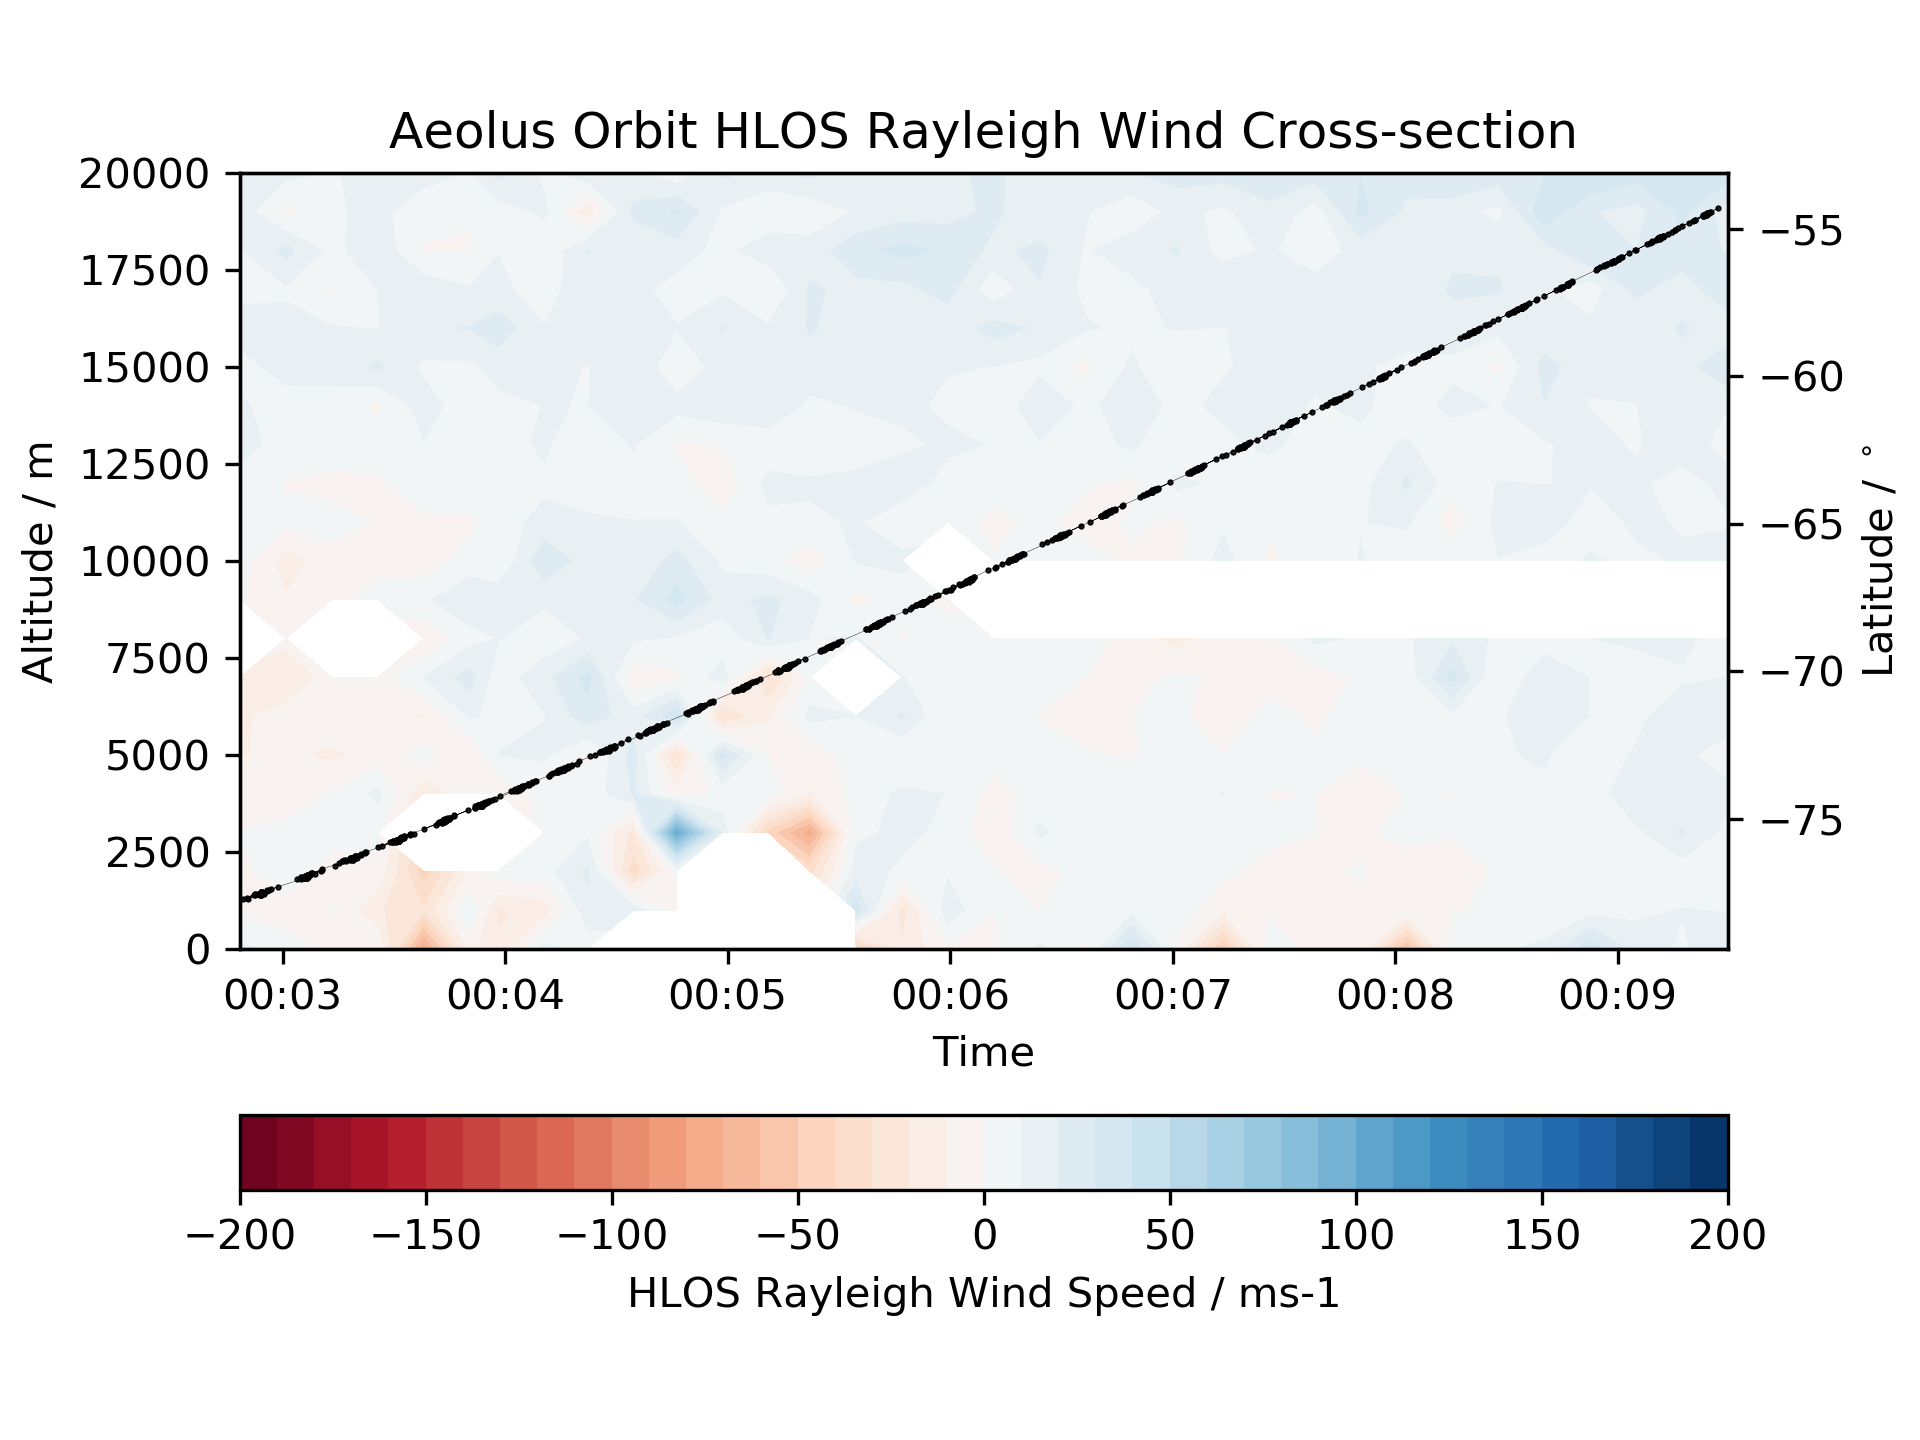 Aeolus Orbit HLOS Rayleigh Wind Cross-section
20000
17500
15000
12500
10000
7500
5000
2500
0
Altitude / m
−55
−60
−65
−70
−75
Latitude / °
00:03 00:04 00:05 00:06 00:07 00:08 00:09
Time
−200 −150 −100 −50 0 50 100 150 200
HLOS Rayleigh Wind Speed / ms-1